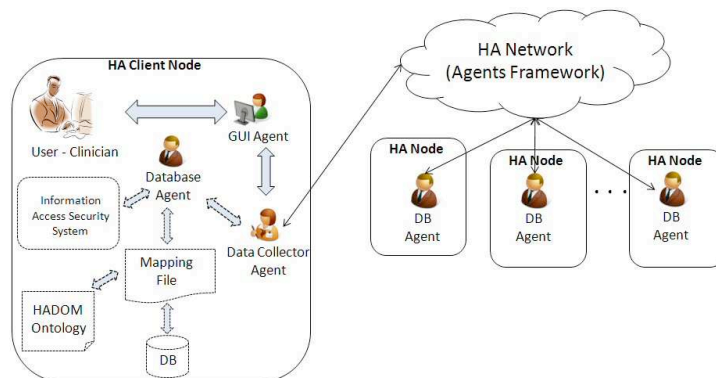 HA Client Node
User - Clinician
GUI Agent
Database
Agent
Information
Access Security
System
Data Collector
Agent
Mapping
File
HADOM
Ontology
DB
HA Network
(Agents Framework)
HA Node
DB
Agent
HA Node
DB
Agent
. . .
HA Node
DB
Agent